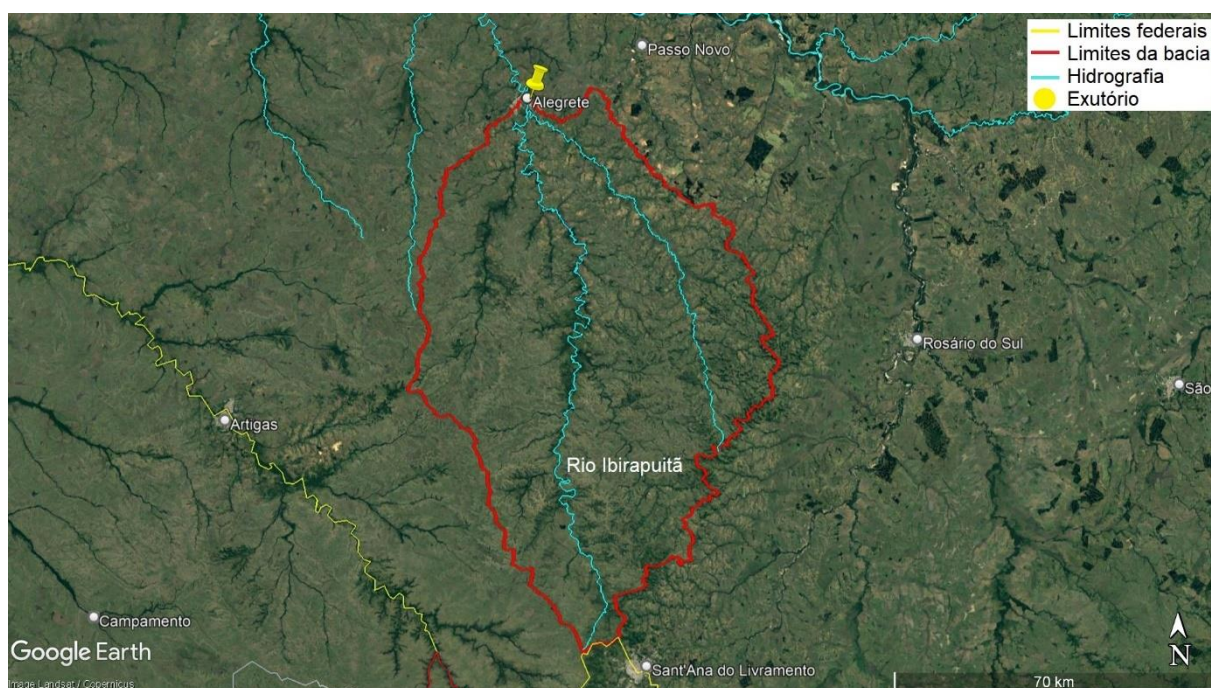 Limites federais
Limites da bacia
Hidrografia
Exutório
Passo Novo
Alegrete
Rosário do Sul
São
Artigas
Rio Ibirapuitã
Campamento
Google Earth
Sant'Ana do Livramento
N
70 km
Image Landsat / Copernicus